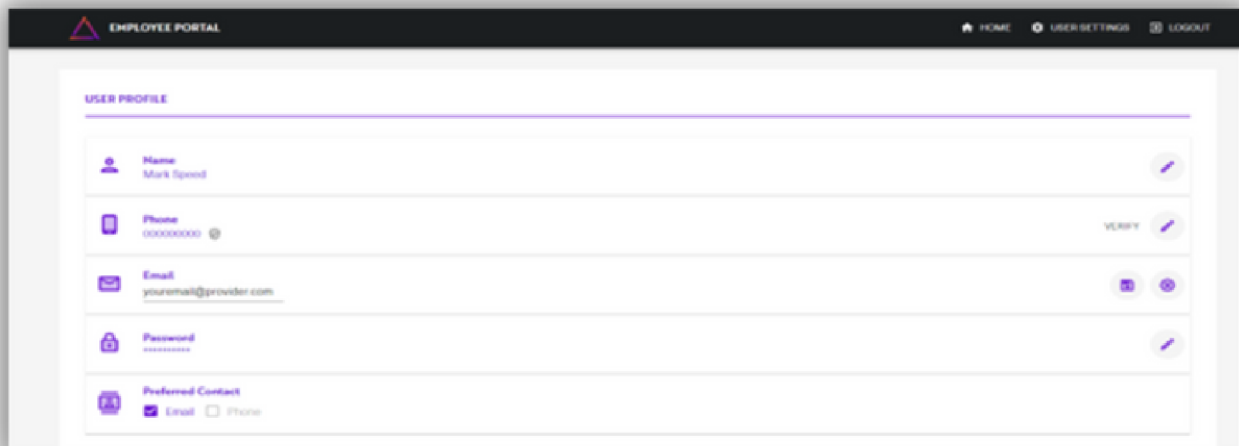 EMPLOYEE PORTAL
HOME
USER SETTINGS
LOGOUT
USER PROFILE
Name
Mark Speed
Phone
000000000
VERIFY
Email
youremail@provider.com
Password
**********
Preferred Contact
Email
Phone